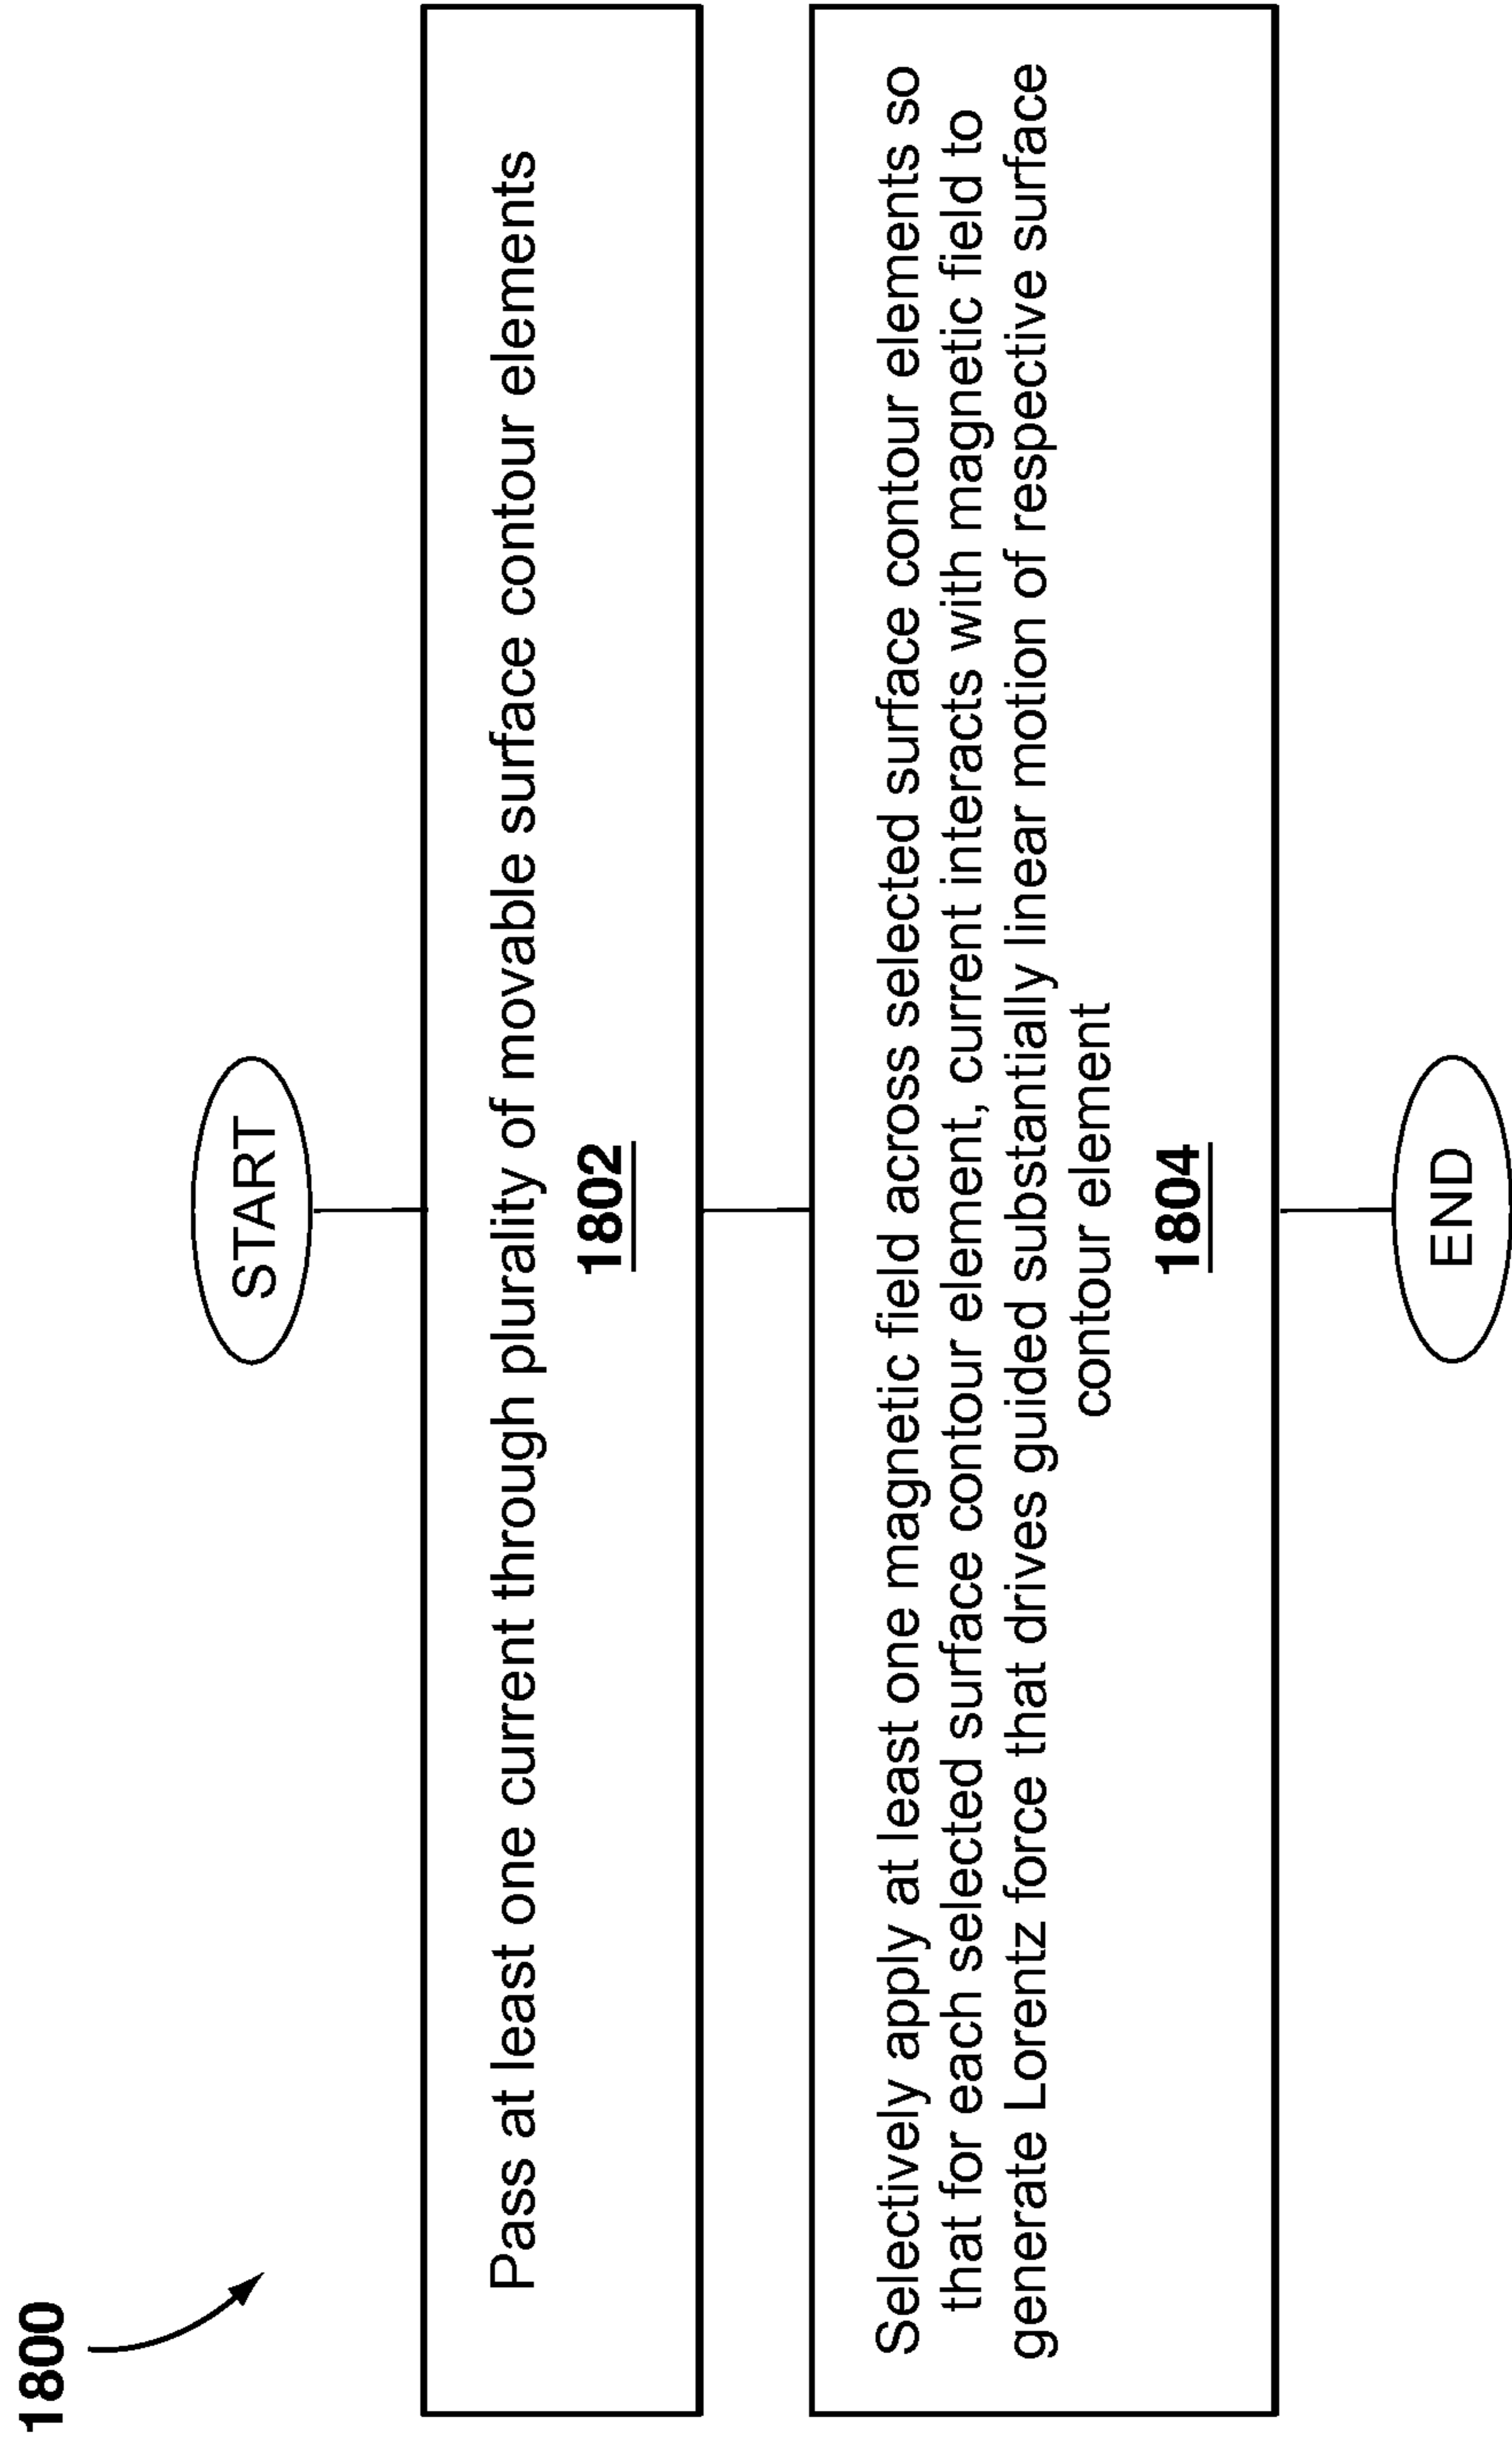 1800
START
Pass at least one current through plurality of movable surface contour elements
1802
Selectively apply at least one magnetic field across selected surface contour elements so
that for each selected surface contour element, current interacts with magnetic field to
generate Lorentz force that drives guided substantially linear motion of respective surface
contour element
1804
END